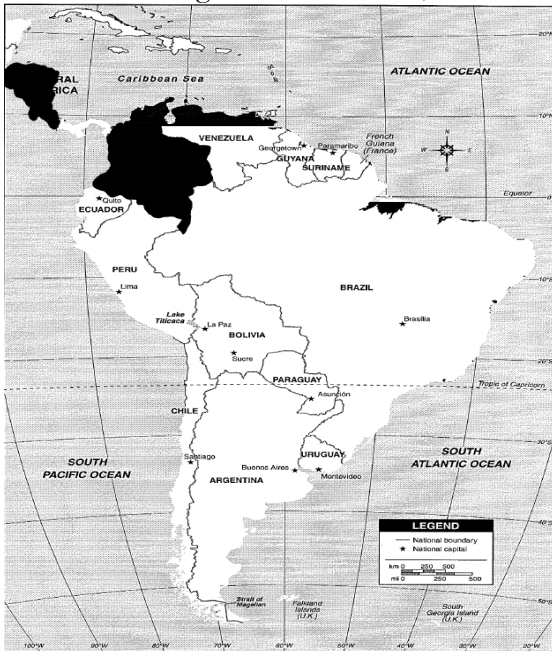 RAL
RICA
Caribbean Sea
ATLANTIC OCEAN
20°N
10°N
VENEZUELA
Georgetown
Paramaribo
French
Guiana
(France)
GUYANA
SURINAME
N
W
E
S
Equator
0°
Quito
ECUADOR
PERU
Lima
BRAZIL
Brasília
Lake
Titicaca
La Paz
BOLIVIA
Sucre
20°S
PARAGUAY
Tropic of Capricorn
Asunción
CHILE
30°S
SOUTH
PACIFIC OCEAN
Santiago
Buenos Aires
URUGUAY
Montevideo
ARGENTINA
SOUTH
ATLANTIC OCEAN
LEGEND
National boundary
National capital
km 0 250 500
mi 0 250 500
40°S
50°S
Strait of
Magellan
Falkland
Islands
(U.K.)
South
Georgia Island
(U.K.)
100°W
90°W
80°W
70°W
60°W
50°W
40°W
30°W
20°W